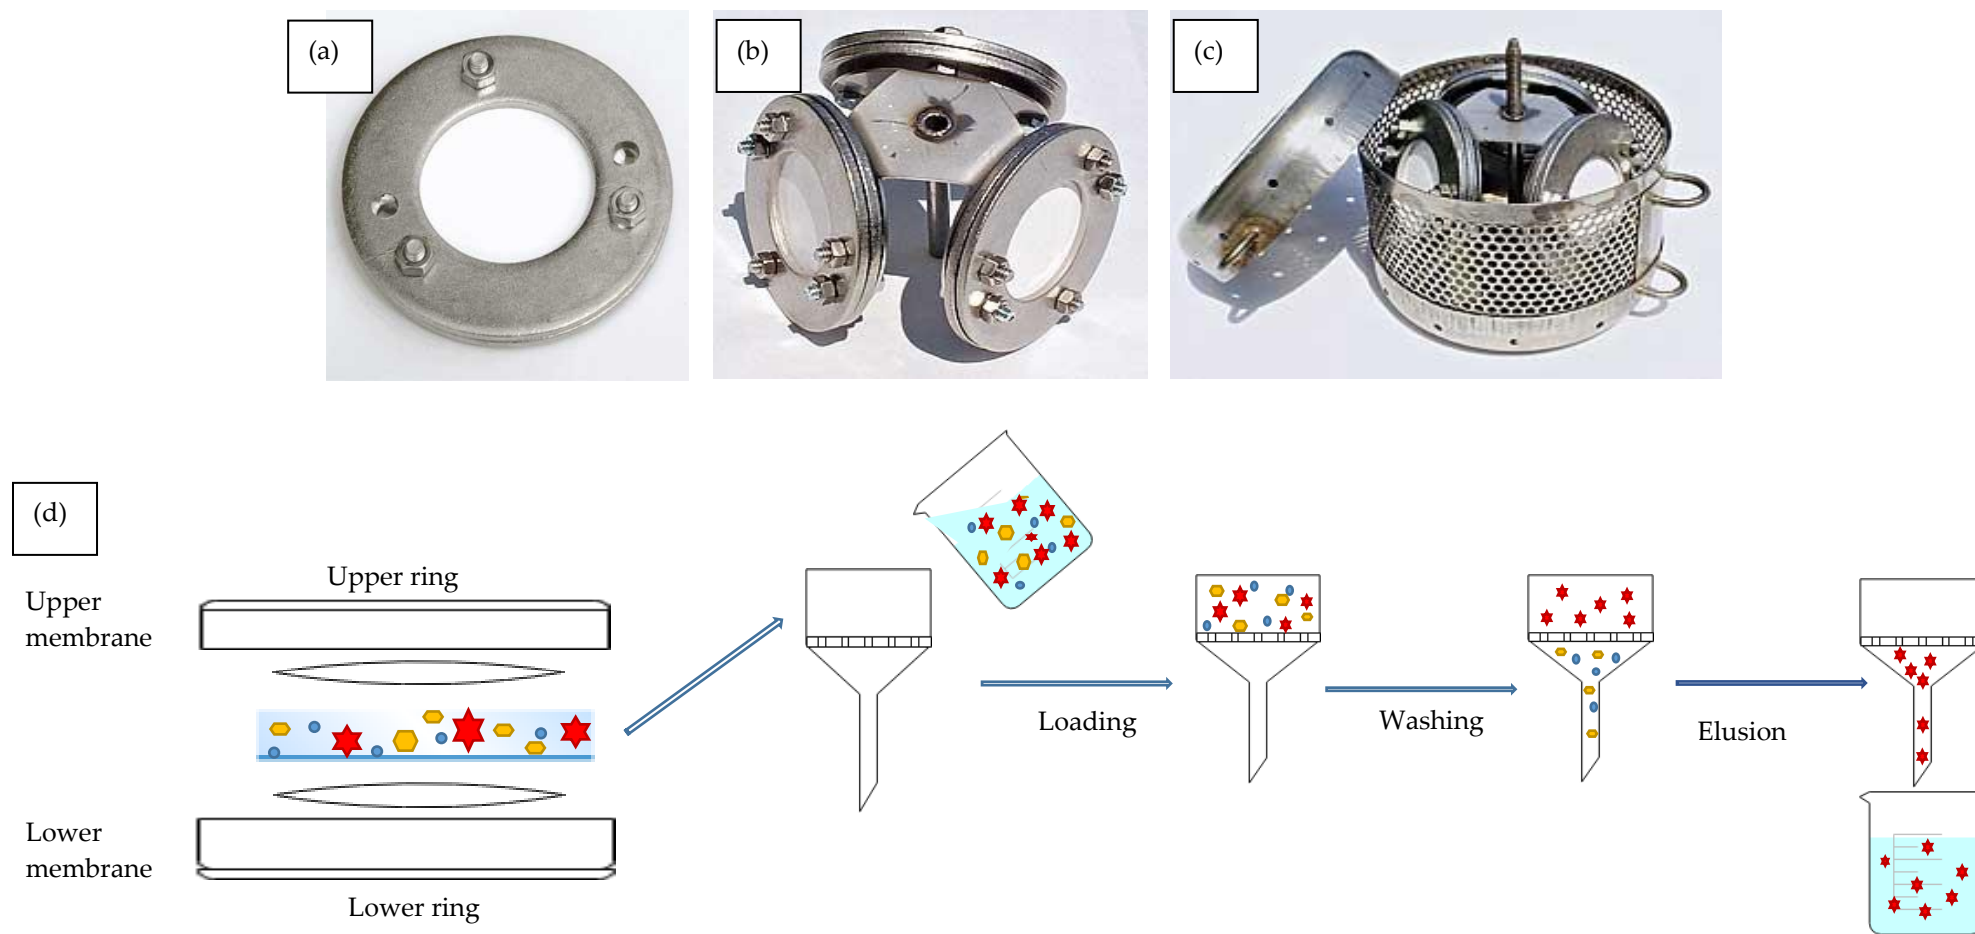 (a)
(b)
(c)
(d)
Upper ring
Upper
membrane
Lower
membrane
Lower ring
Loading
Washing
Elusion